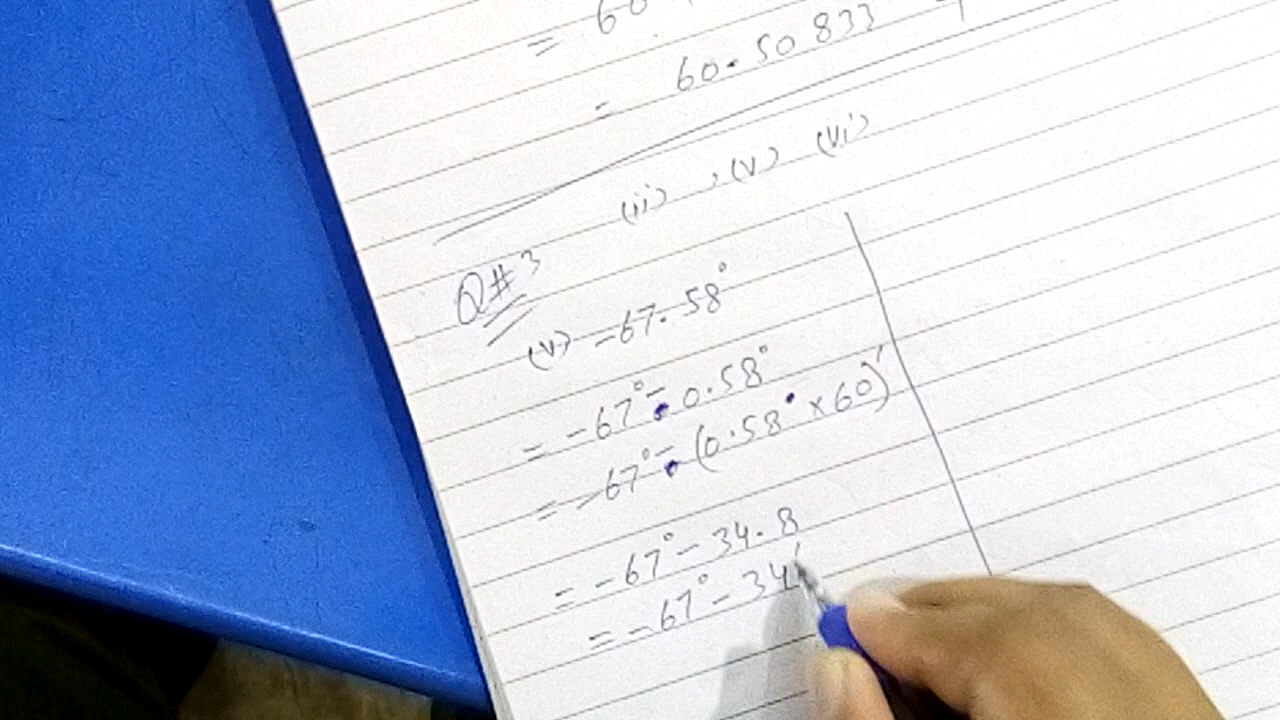 = 60
= 60.50833
(ii) , (v) (vi)
Q#3
(v) -67.58°
= -67° - 0.58°
= -67° - (0.58 × 60)'
= -67° - 34.8
= -67° - 34'